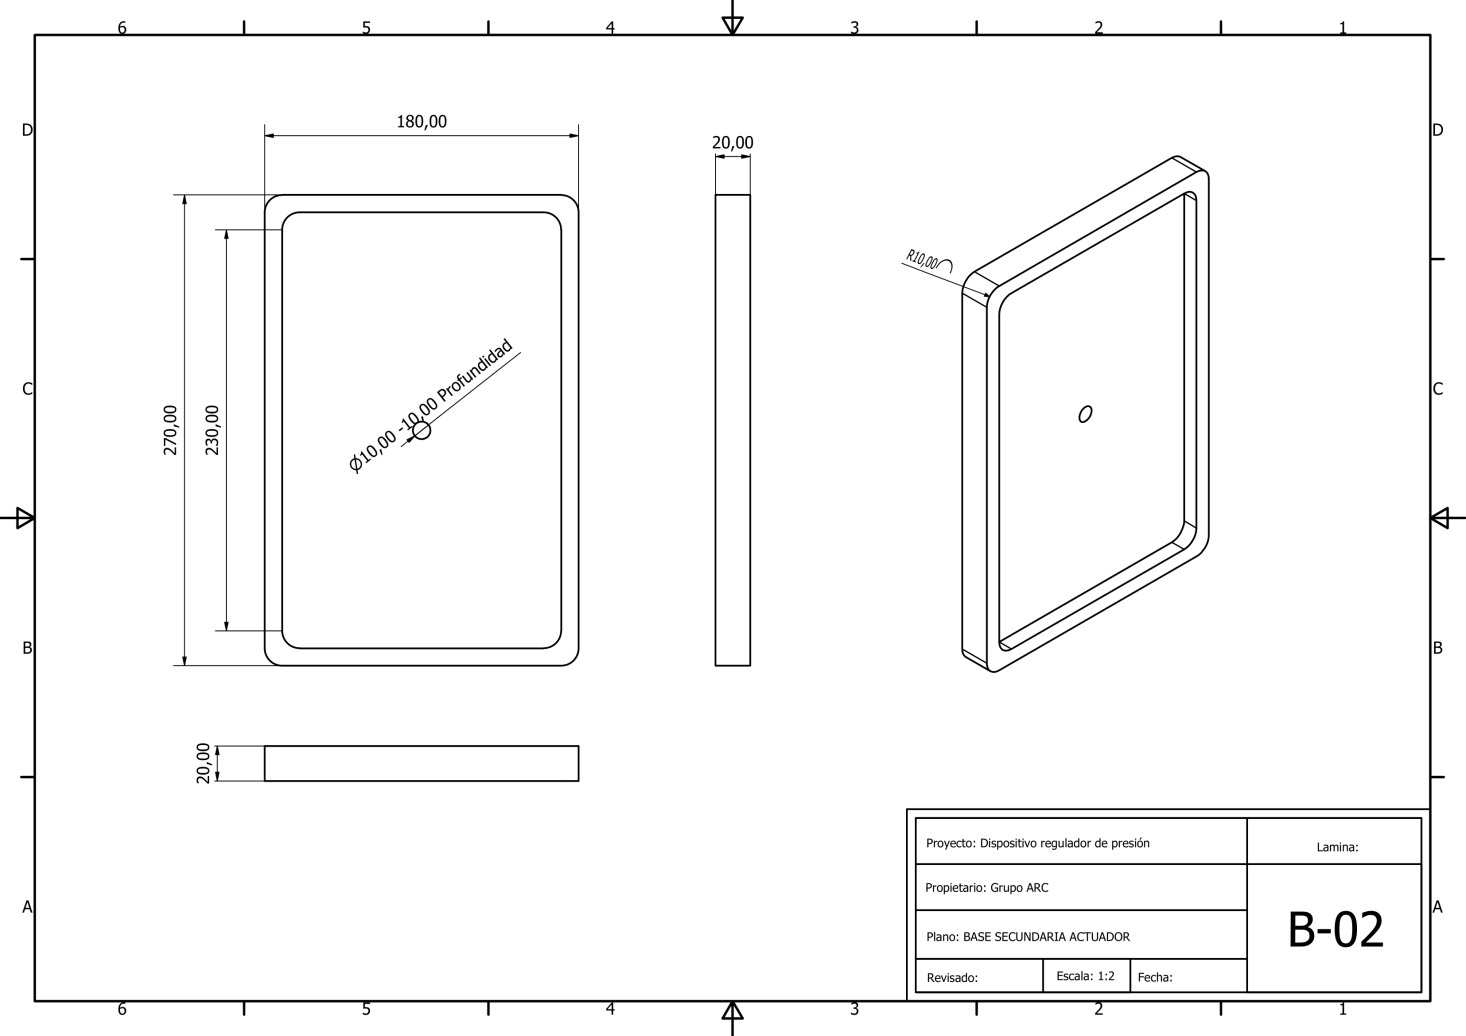 6 5 4 3 2 1
D D
180,00
20,00
R10,00
C C
270,00
230,00
Ø10,00 -10,00 Profundidad
B B
20,00
A A
Proyecto: Dispositivo regulador de presión
Lamina:
Propietario: Grupo ARC
B-02
Plano: BASE SECUNDARIA ACTUADOR
Revisado:
Escala: 1:2
Fecha:
6 5 4 3 2 1